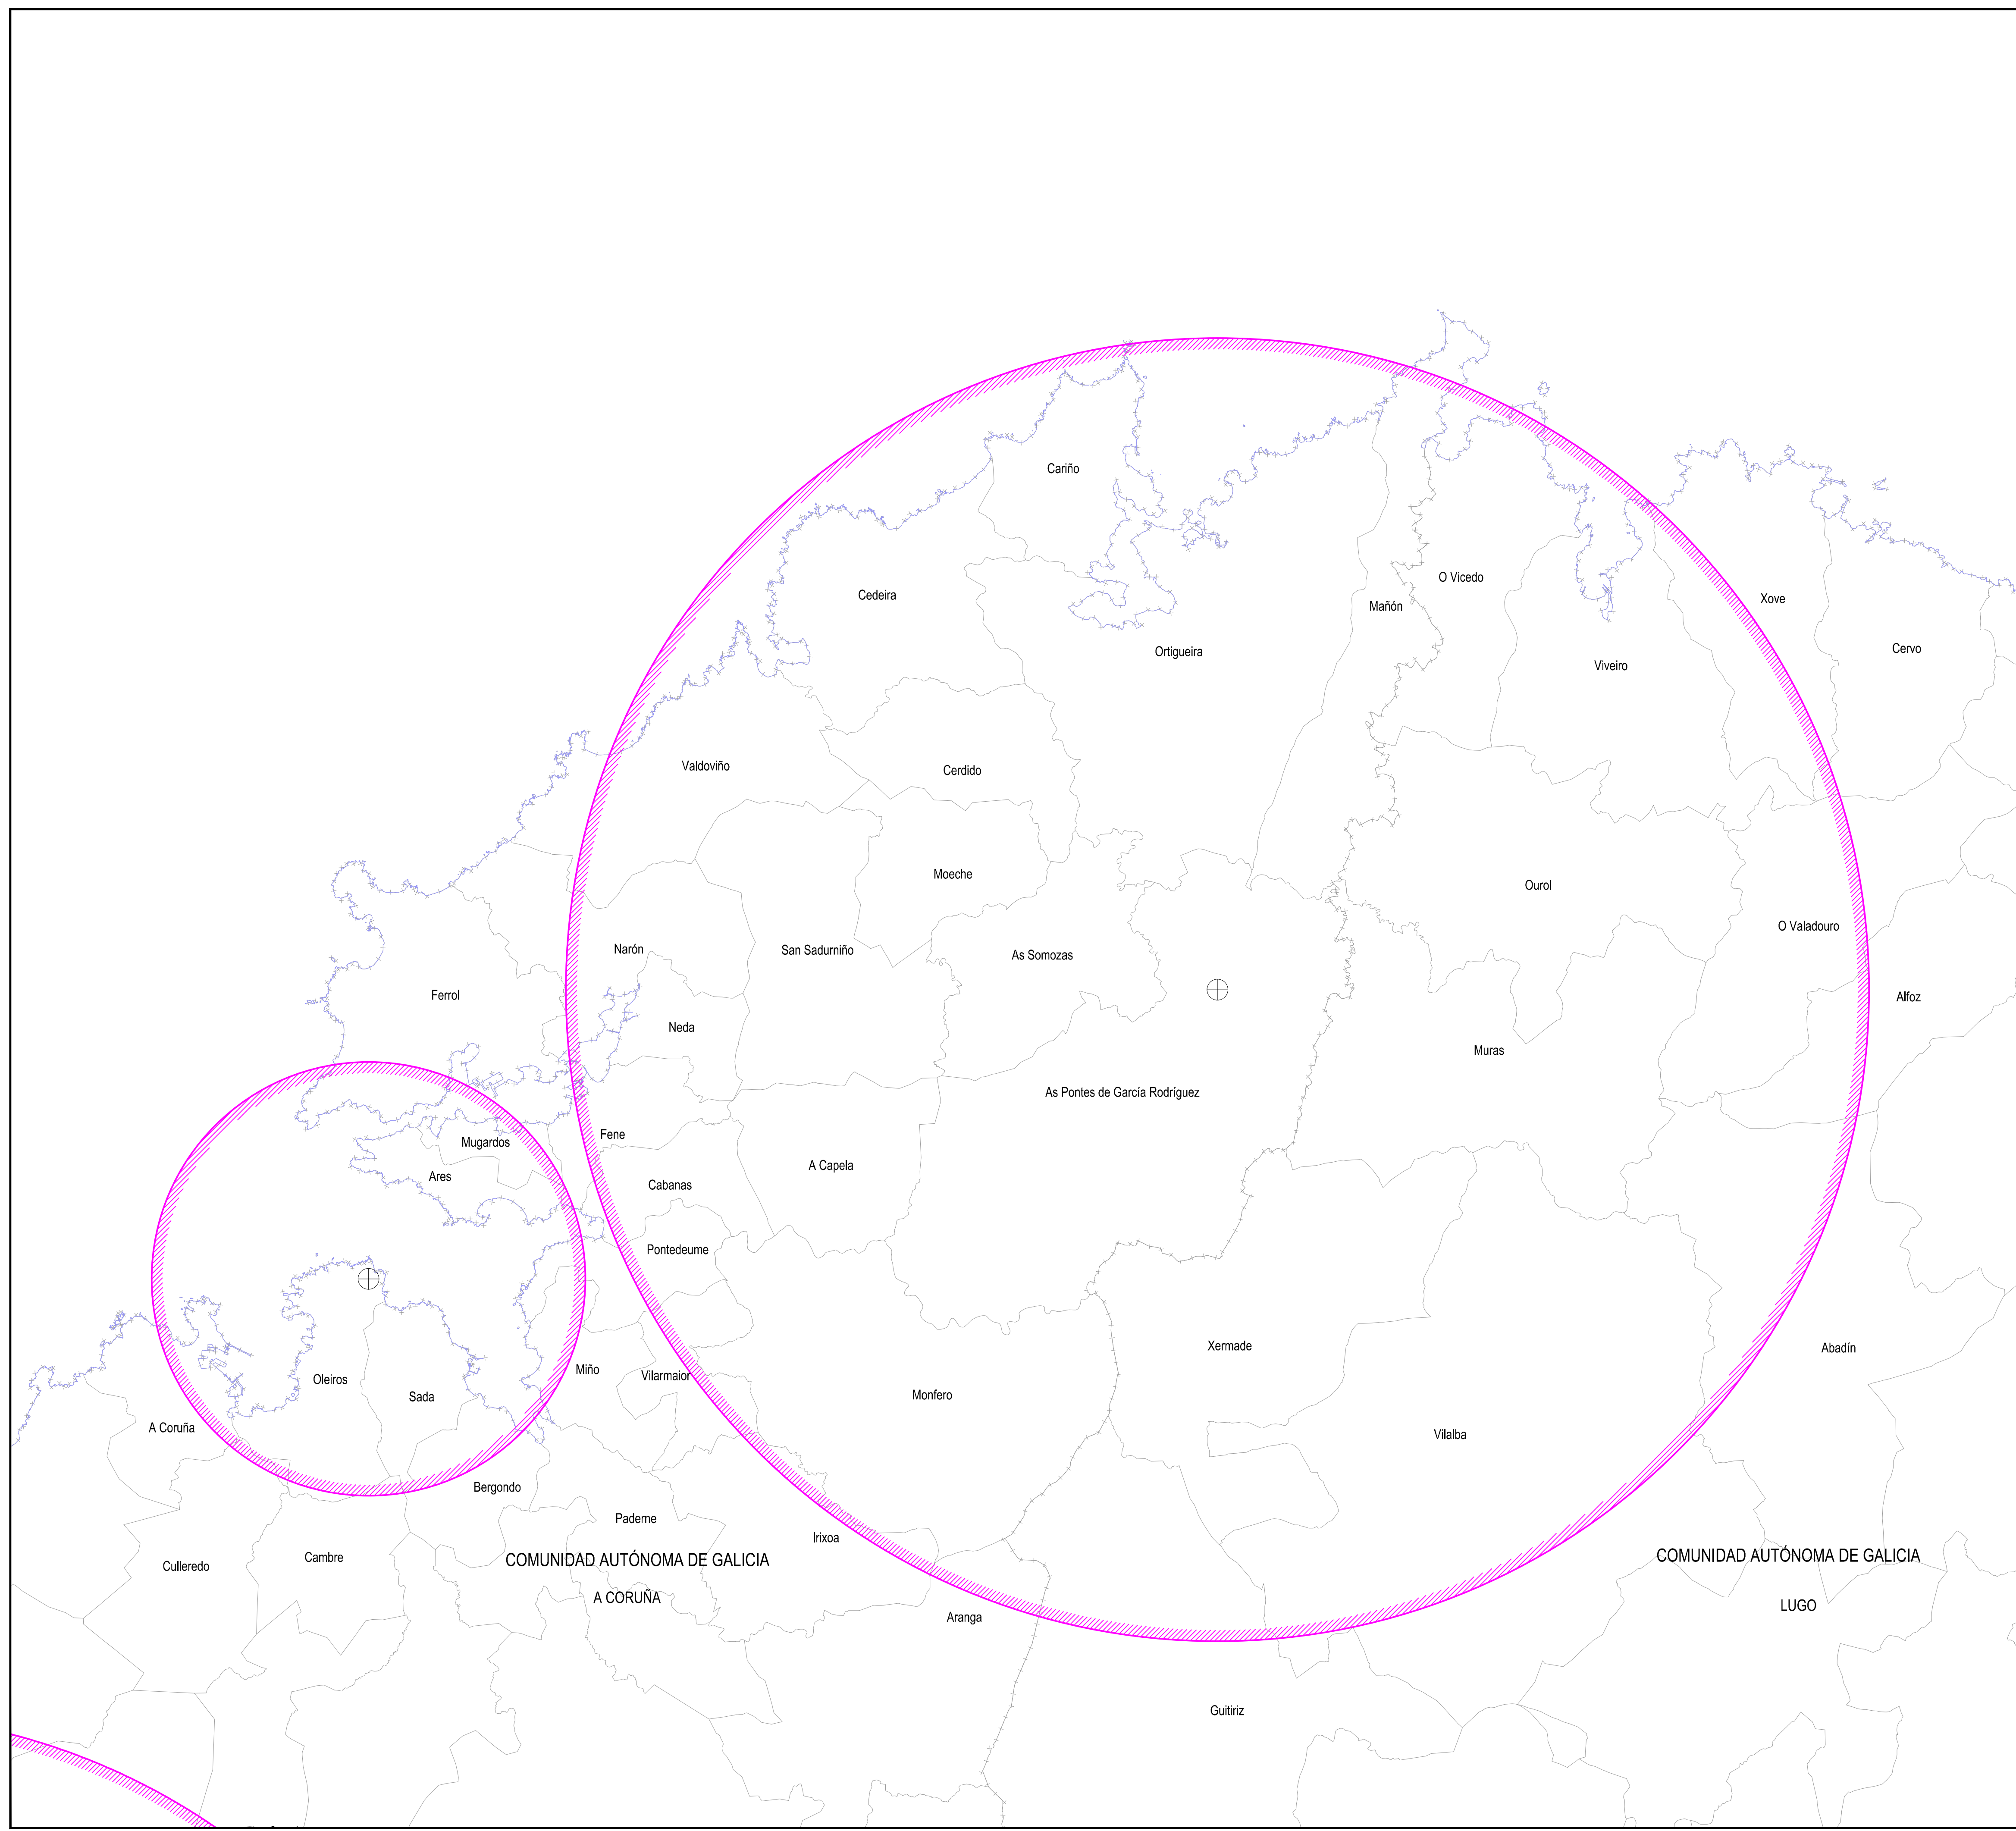 Cariño
O Vicedo
Cedeira
Xove
Mañón
Cervo
Ortigueira
Viveiro
Valdoviño
Cerdido
Moeche
Ourol
O Valadouro
Narón
San Sadurniño
As Somozas
Ferrol
Alfoz
Neda
Muras
As Pontes de García Rodríguez
Fene
Mugardos
A Capela
Ares
Cabanas
Pontedeume
Xermade
Abadín
Miño
Vilarmaior
Oleiros
Sada
Monfero
A Coruña
Vilalba
Bergondo
Paderne
Irixoa
Culleredo
Cambre
COMUNIDAD AUTÓNOMA DE GALICIA
A CORUÑA
COMUNIDAD AUTÓNOMA DE GALICIA
LUGO
Aranga
Guitiriz